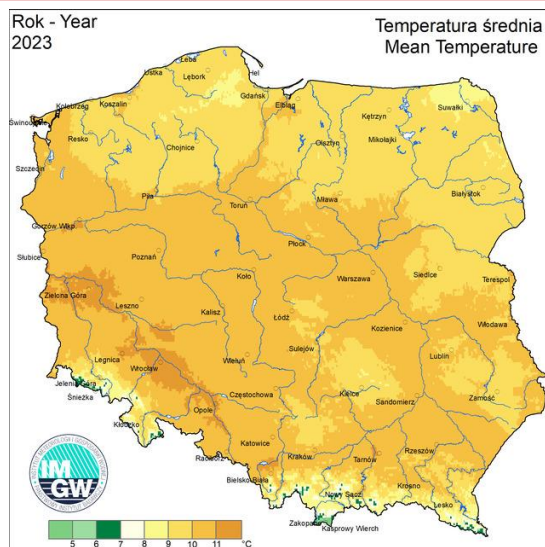 Rok - Year
2023
Temperatura średnia
Mean Temperature
Łeba
Ustka
Lębork
Hel
Kołobrzeg
Koszalin
Gdańsk
Elbląg
Suwałki
Kętrzyn
Świnoujście
Resko
Chojnice
Olsztyn
Mikołajki
Szczecin
Piła
Toruń
Mława
Białystok
Gorzów Wlkp.
Płock
Słubice
Poznań
Koło
Warszawa
Siedlce
Terespol
Zielona Góra
Leszno
Kalisz
Łódź
Kozienice
Włodawa
Legnica
Wrocław
Wieluń
Sulejów
Lublin
Jelenia Góra
Śnieżka
Opole
Częstochowa
Kielce
Sandomierz
Zamość
Kłodzko
Racibórz
Katowice
Kraków
Tarnów
Rzeszów
Bielsko-Biała
Nowy Sącz
Krosno
Lesko
Zakopane
Kasprowy Wierch
IM
GW
5 6 7 8 9 10 11 °C